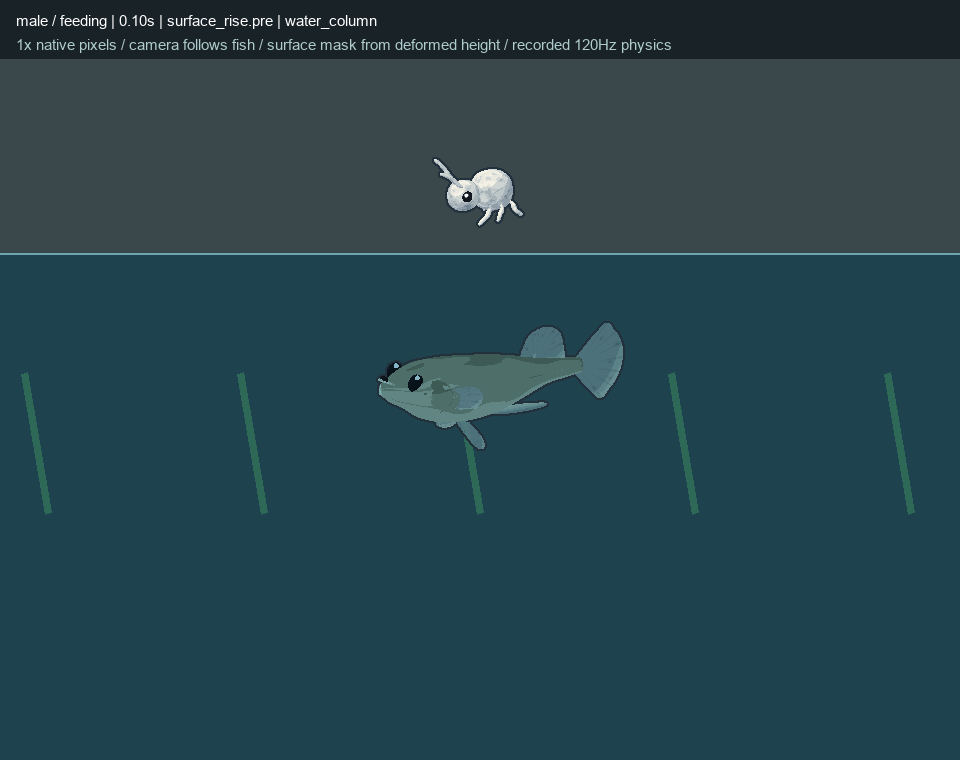 male / feeding | 0.10s | surface_rise.pre | water_column
1x native pixels / camera follows fish / surface mask from deformed height / recorded 120Hz physics